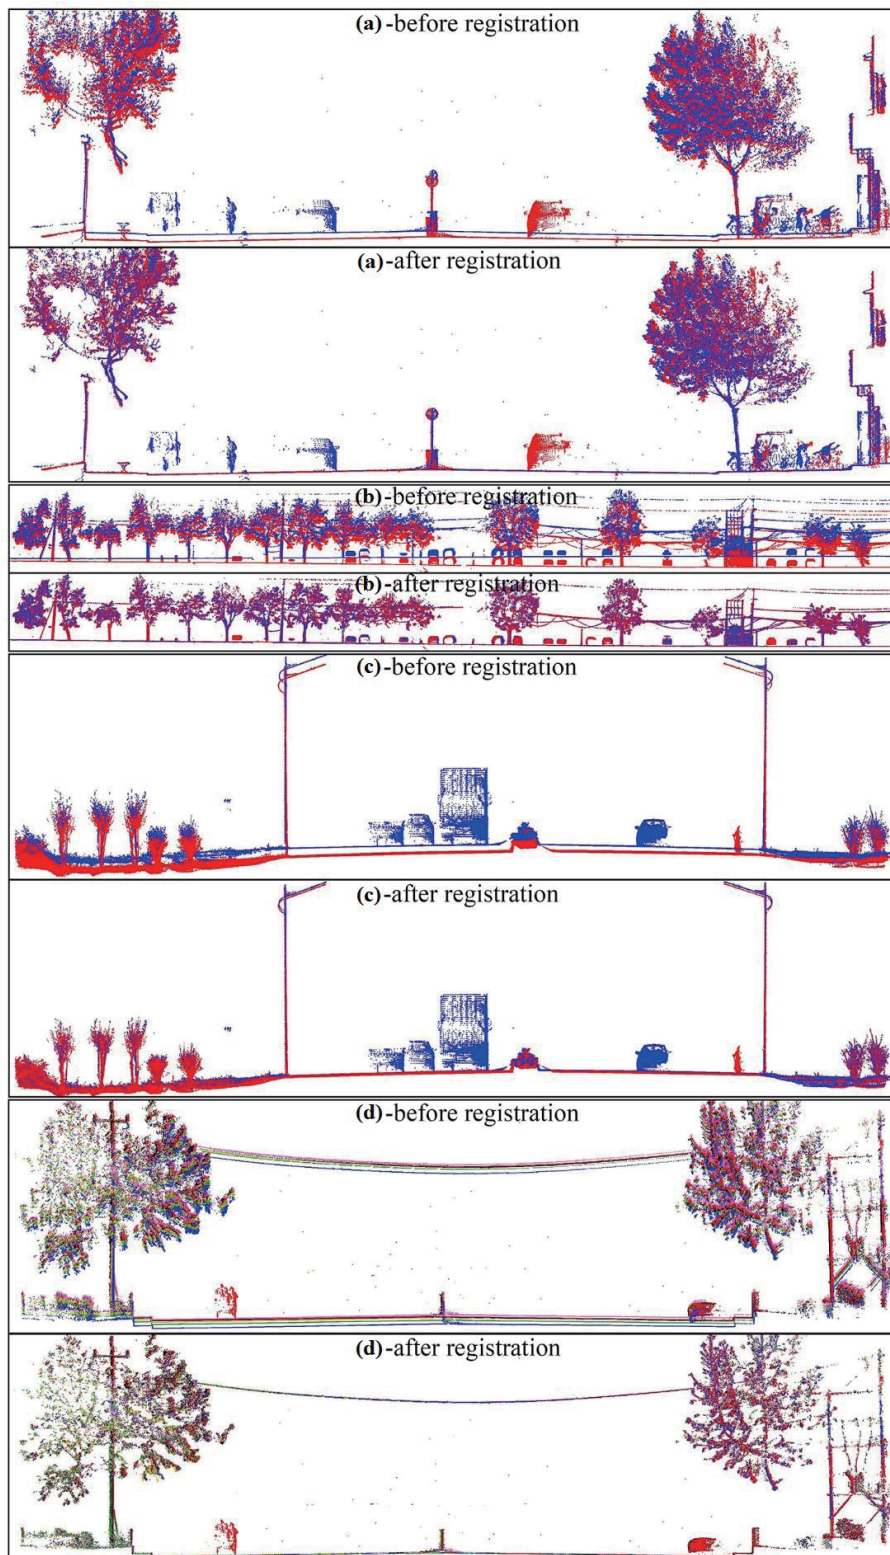 (a)-before registration
(a)-after registration
(b)-before registration
(b)-after registration
(c)-before registration
(c)-after registration
(d)-before registration
(d)-after registration